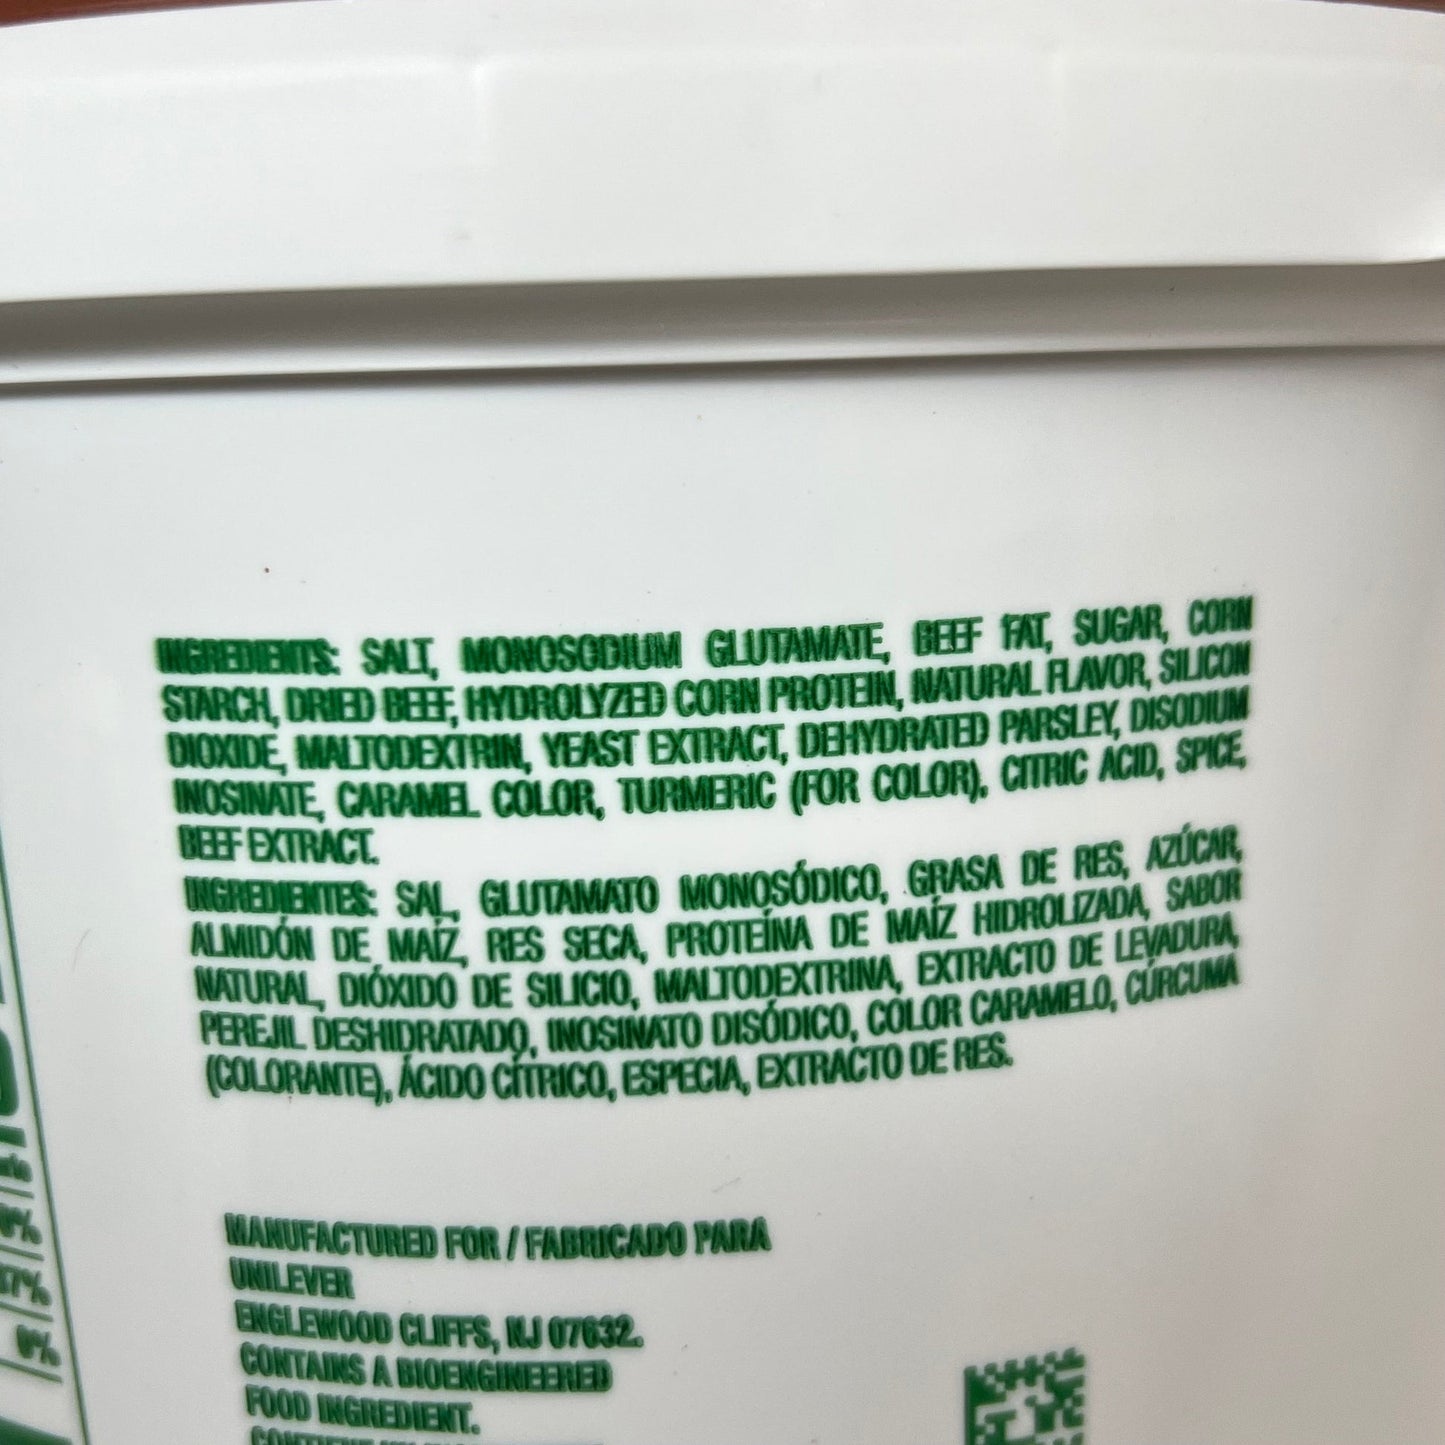 INGREDIENTS: SALT, MONOSODIUM GLUTAMATE, BEEF FAT, SUGAR, CORN
STARCH, DRIED BEEF, HYDROLYZED CORN PROTEIN, NATURAL FLAVOR, SILICON
DIOXIDE, MALTODEXTRIN, YEAST EXTRACT, DEHYDRATED PARSLEY, DISODIUM
INOSINATE, CARAMEL COLOR, TURMERIC (FOR COLOR), CITRIC ACID, SPICE,
BEEF EXTRACT.
INGREDIENTES: SAL, GLUTAMATO MONOSÓDICO, GRASA DE RES, AZÚCAR,
ALMIDÓN DE MAÍZ, RES SECA, PROTEÍNA DE MAÍZ HIDROLIZADA, SABOR
NATURAL, DIÓXIDO DE SILICIO, MALTODEXTRINA, EXTRACTO DE LEVADURA,
PEREJIL DESHIDRATADO, INOSINATO DISÓDICO, COLOR CARAMELO, CÚRCUMA
(COLORANTE), ÁCIDO CÍTRICO, ESPECIA, EXTRACTO DE RES.
MANUFACTURED FOR / FABRICADO PARA
UNILEVER
ENGLEWOOD CLIFFS, NJ 07632.
CONTAINS A BIOENGINEERED
FOOD INGREDIENT.
0%
37%
0%